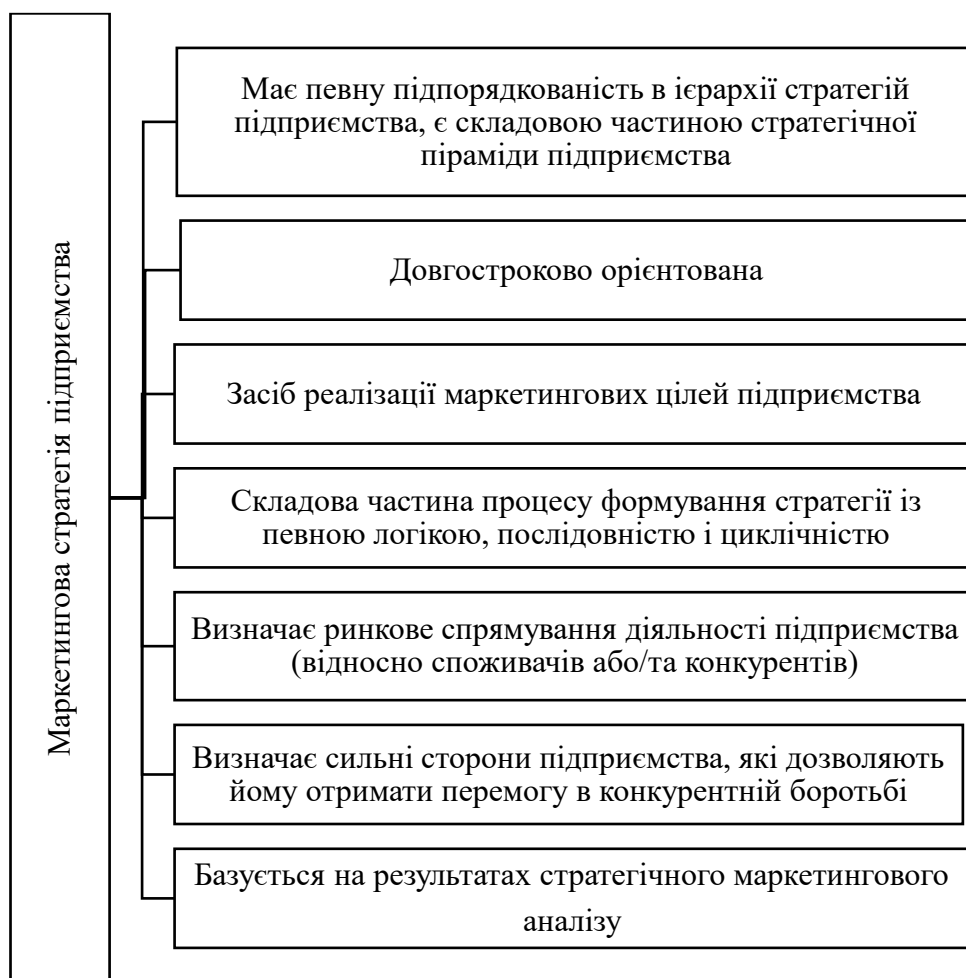 Маркетингова стратегія підприємства
Має певну підпорядкованість в ієрархії стратегій
підприємства, є складовою частиною стратегічної
піраміди підприємства
Довгостроково орієнтована
Засіб реалізації маркетингових цілей підприємства
Складова частина процесу формування стратегії із
певною логікою, послідовністю і циклічністю
Визначає ринкове спрямування діяльності підприємства
(відносно споживачів або/та конкурентів)
Визначає сильні сторони підприємства, які дозволяють
йому отримати перемогу в конкурентній боротьбі
Базується на результатах стратегічного маркетингового
аналізу